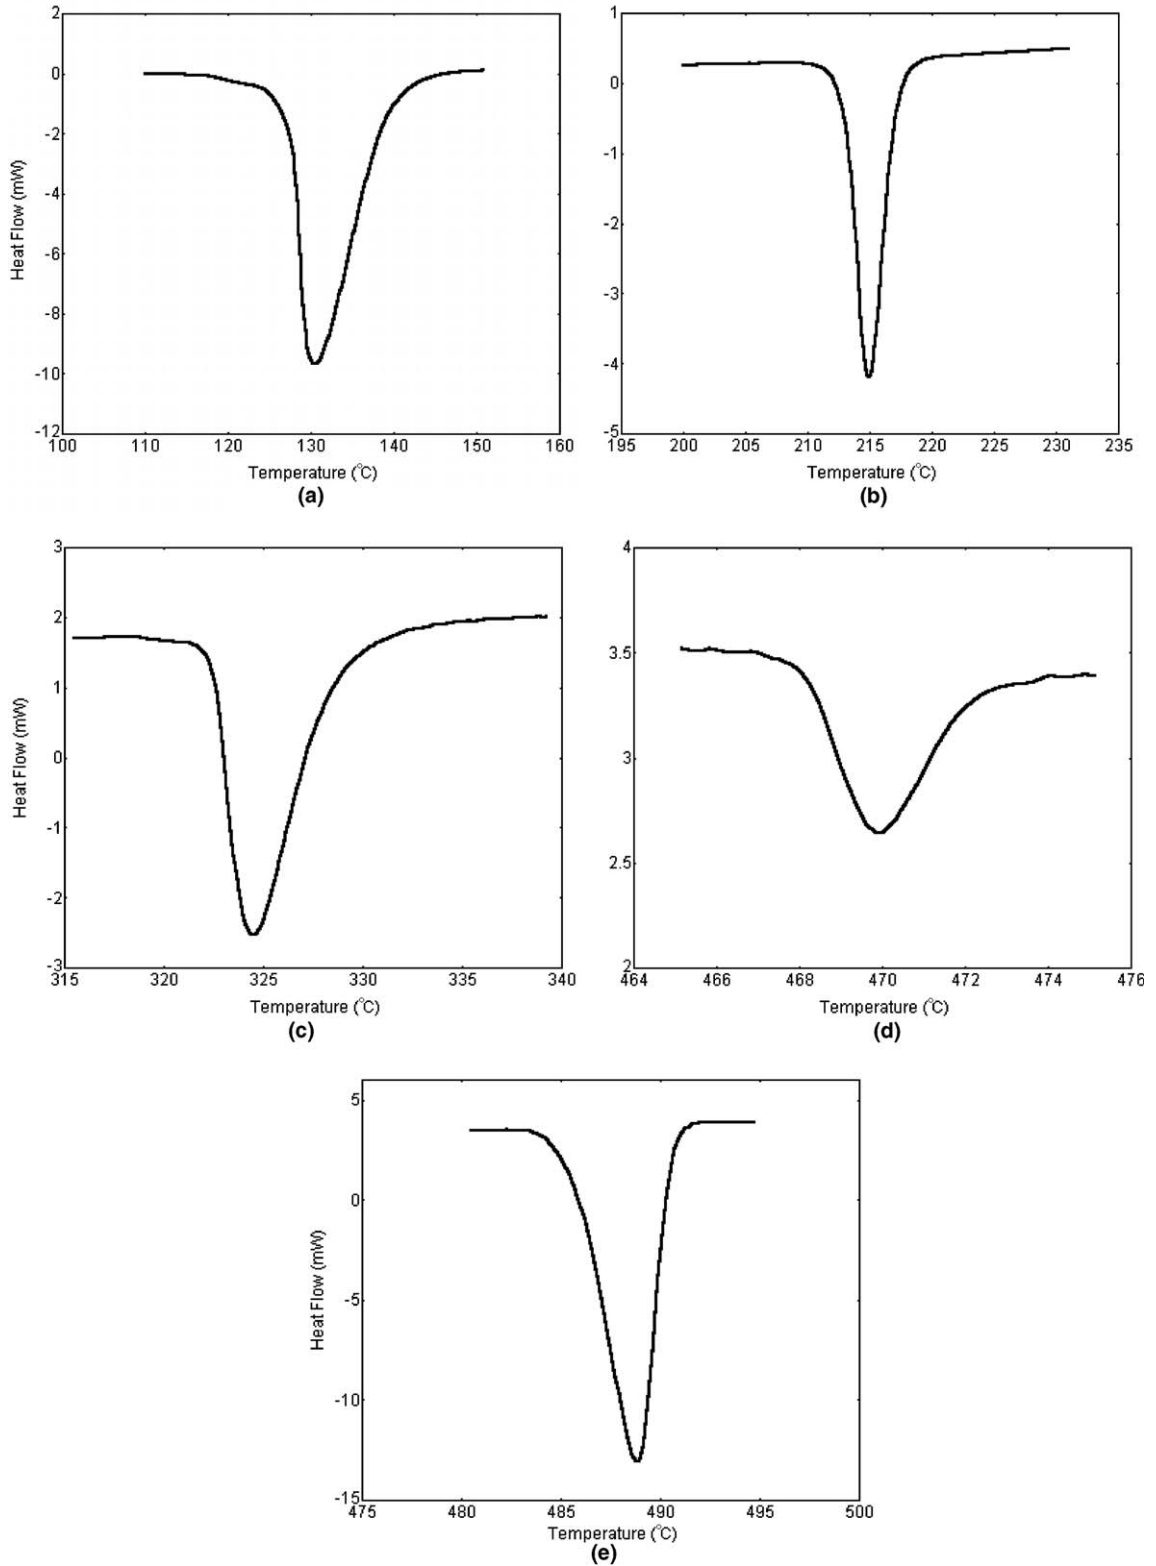 2
0
-2
-4
-6
-8
-10
-12
Heat Flow (mW)
100 110 120 130 140 150 160
Temperature (°C)
(a)
1
0
-1
-2
-3
-4
-5
195 200 205 210 215 220 225 230 235
Temperature (°C)
(b)
3
2
1
0
-1
-2
-3
Heat Flow (mW)
315 320 325 330 335 340
Temperature (°C)
(c)
4
3.5
3
2.5
2
464 466 468 470 472 474 476
Temperature (°C)
(d)
5
0
-5
-10
-15
Heat Flow (mW)
475 480 485 490 495 500
Temperature (°C)
(e)